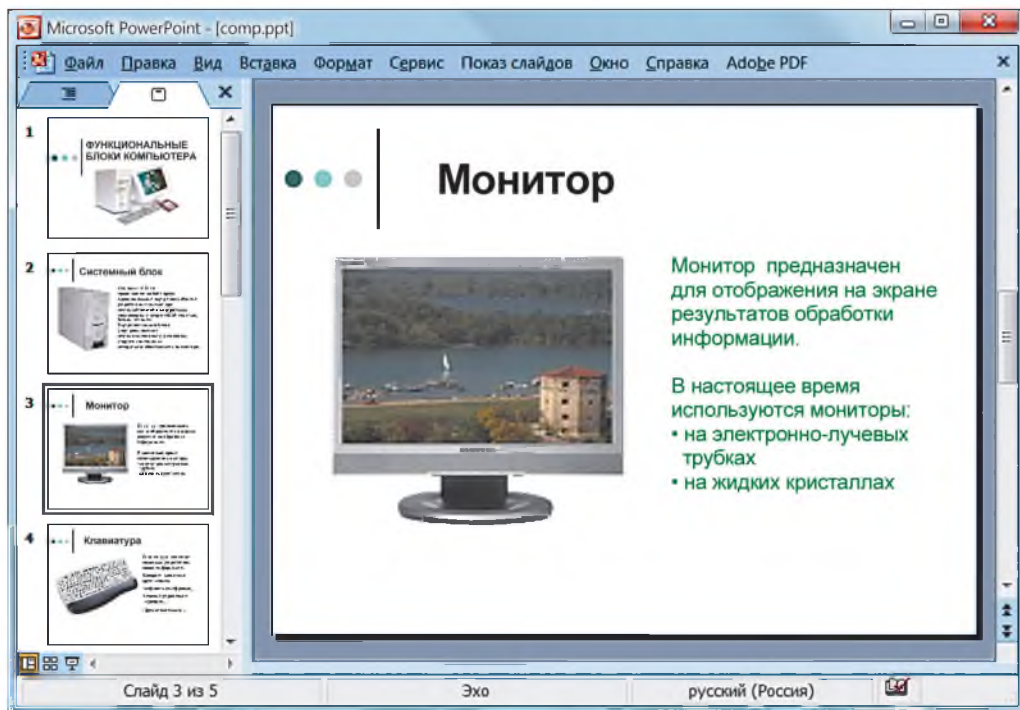 Microsoft PowerPoint - [comp.ppt]
Файл Правка Вид Вставка Формат Сервис Показ слайдов Окно Справка Adobe PDF
1
ФУНКЦИОНАЛЬНЫЕ
БЛОКИ КОМПЬЮТЕРА
2
Системный блок
3
Монитор
4
Клавиатура
Монитор
Монитор предназначен
для отображения на экране
результатов обработки
информации.
В настоящее время
используются мониторы:
• на электронно-лучевых
трубках
• на жидких кристаллах
Слайд 3 из 5
Эхо
русский (Россия)